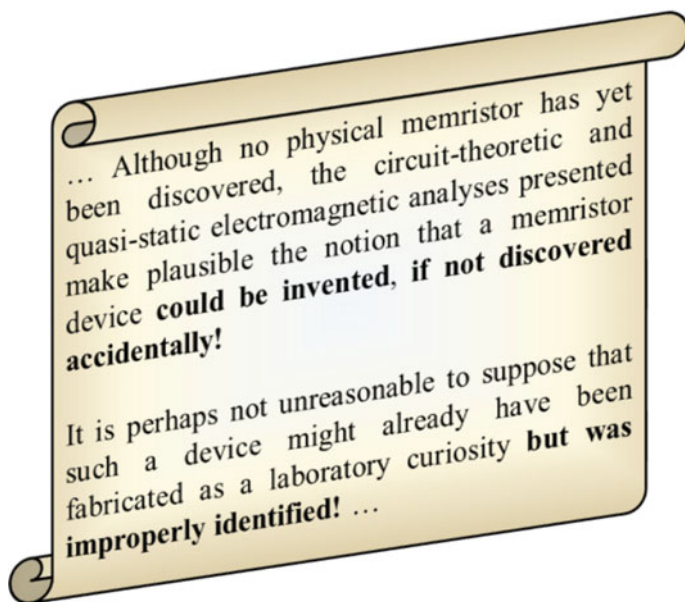 ... Although no physical memristor has yet
been discovered, the circuit-theoretic and
quasi-static electromagnetic analyses presented
make plausible the notion that a memristor
device could be invented, if not discovered
accidentally!
It is perhaps not unreasonable to suppose that
such a device might already have been
fabricated as a laboratory curiosity but was
improperly identified! ...